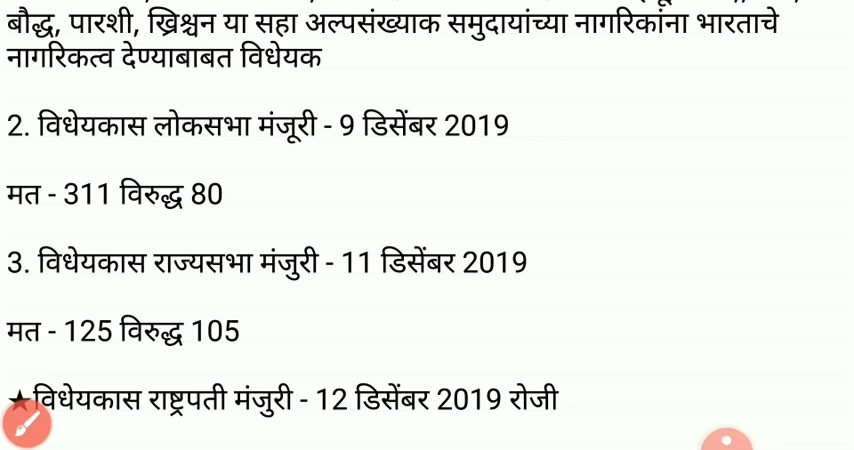 बौद्ध, पारशी, ख्रिश्चन या सहा अल्पसंख्याक समुदायांच्या नागरिकांना भारताचे
नागरिकत्व देण्याबाबत विधेयक
2. विधेयकास लोकसभा मंजूरी - 9 डिसेंबर 2019
मत - 311 विरुद्ध 80
3. विधेयकास राज्यसभा मंजुरी - 11 डिसेंबर 2019
मत - 125 विरुद्ध 105
★विधेयकास राष्ट्रपती मंजुरी - 12 डिसेंबर 2019 रोजी